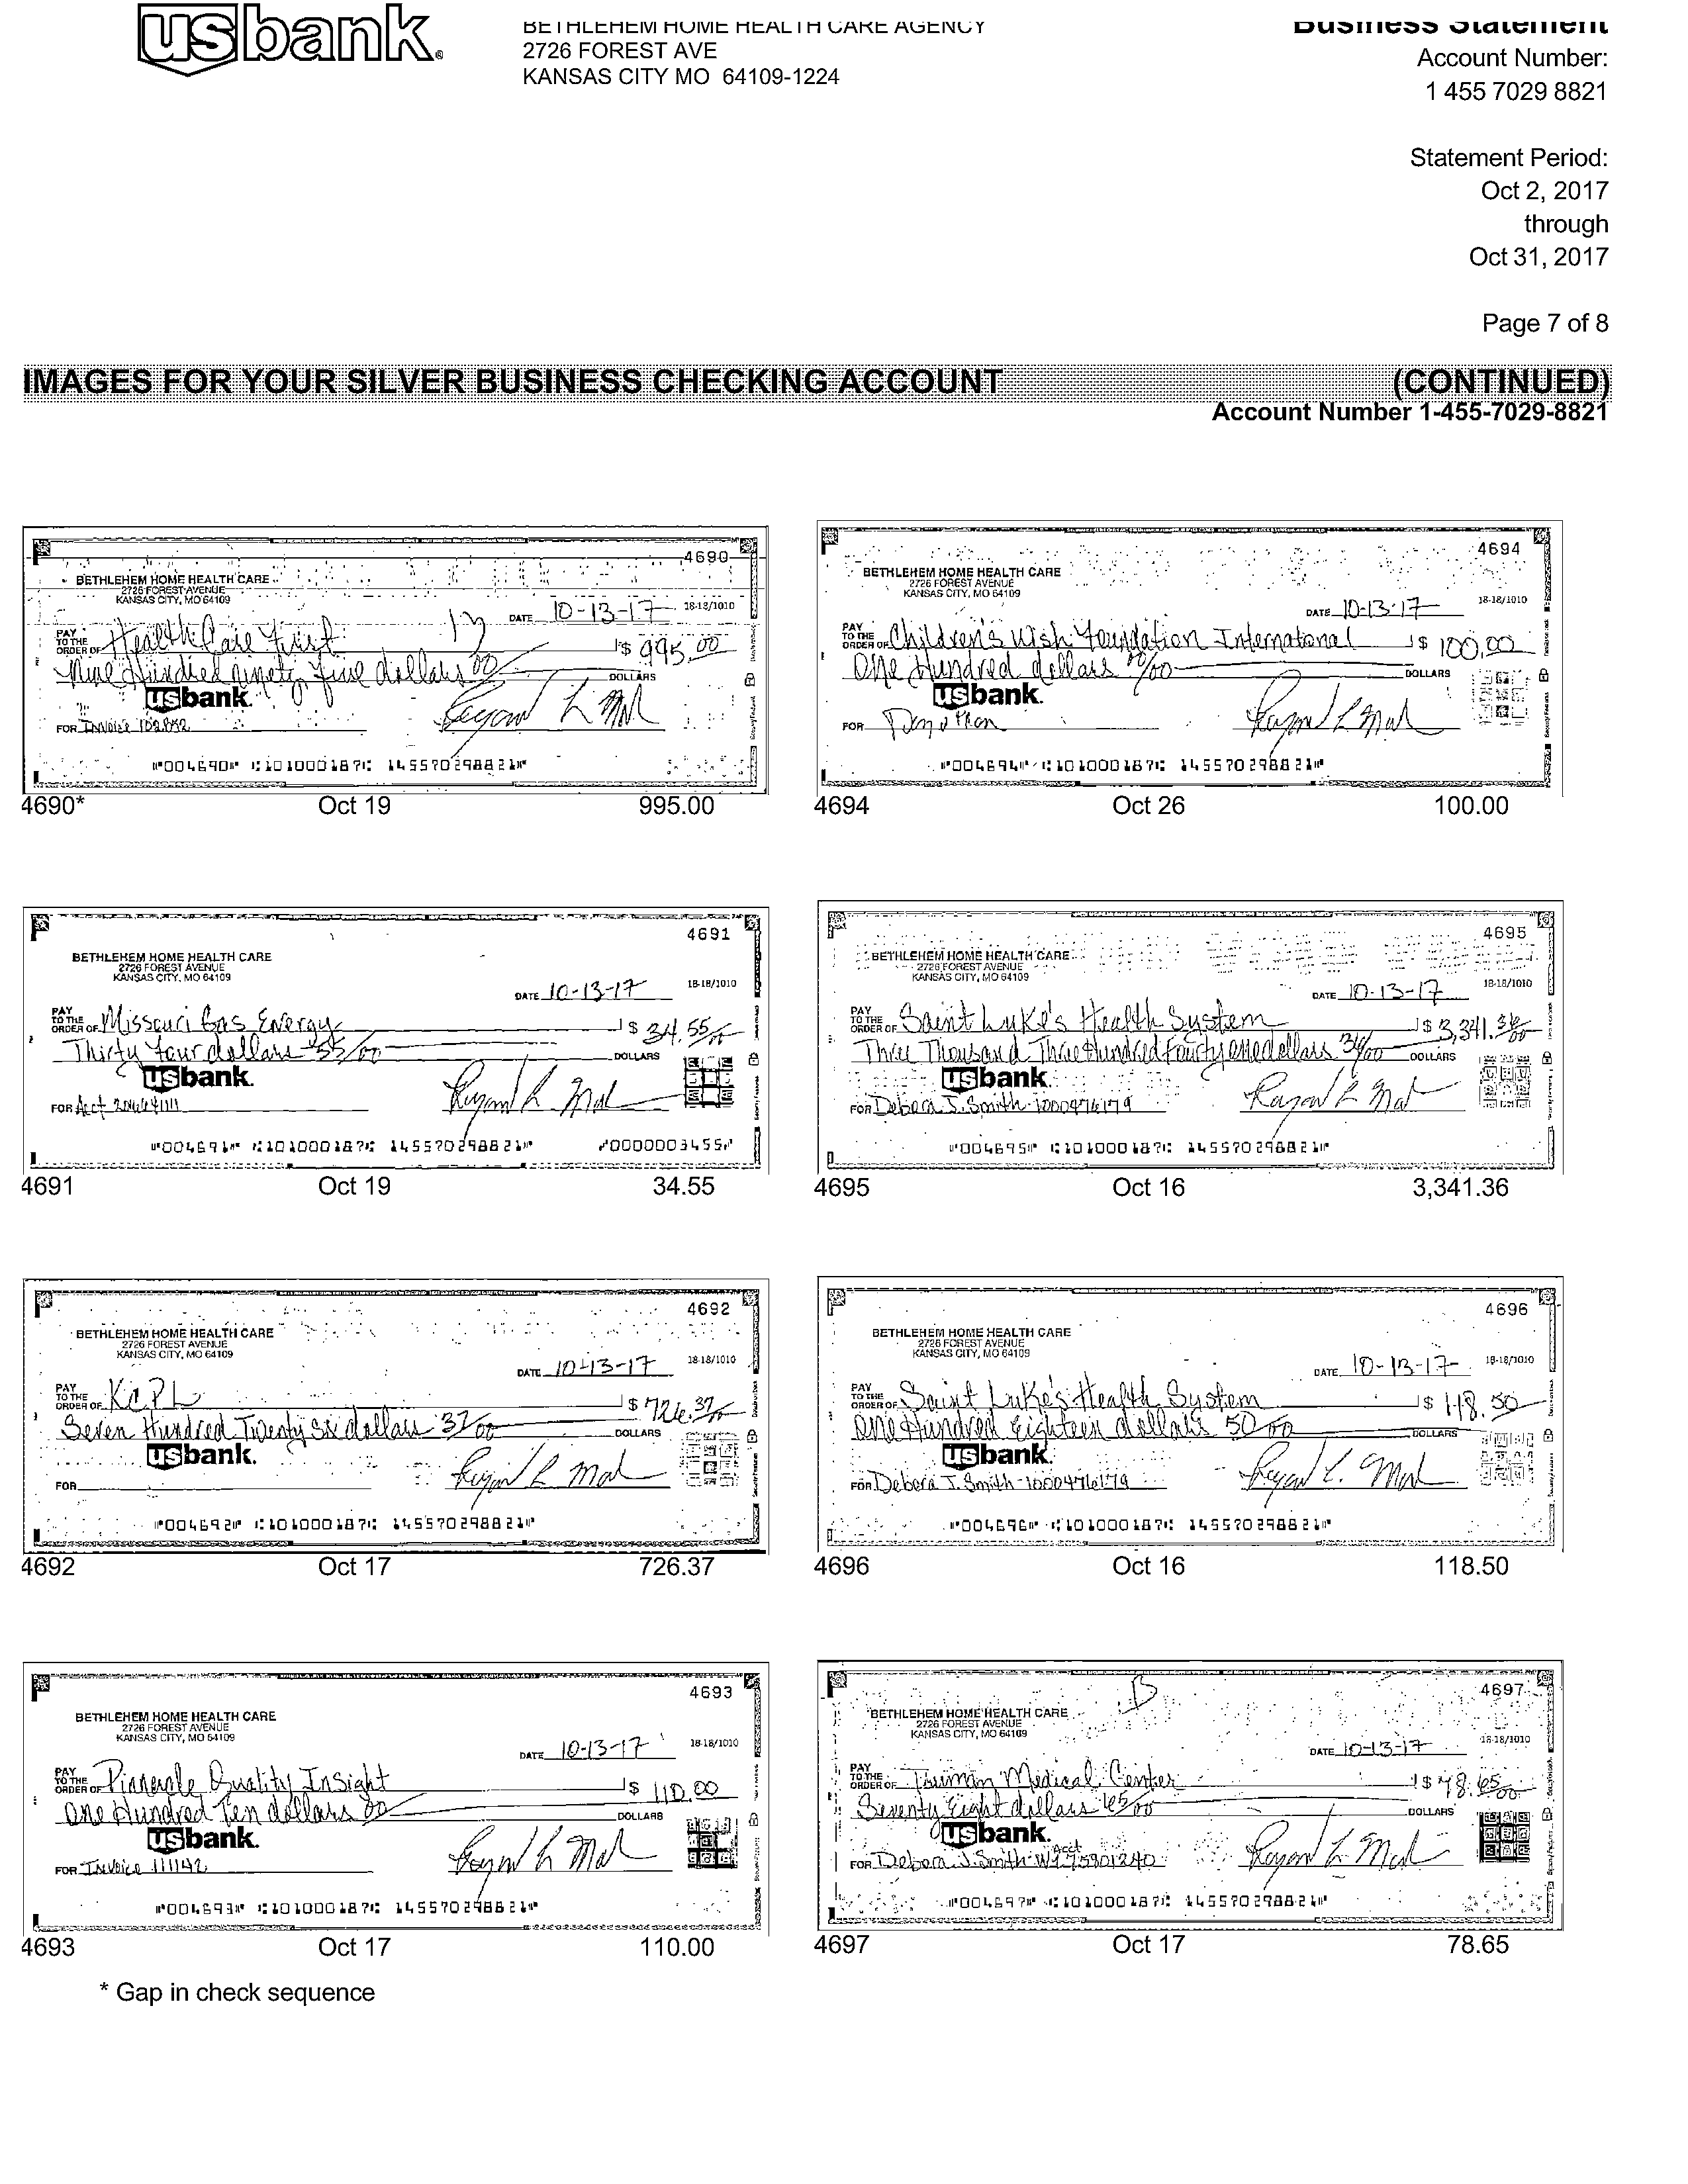 usbank®
BETHLEHEM HOME HEALTH CARE AGENCY
2726 FOREST AVE
KANSAS CITY MO 64109-1224
Business Statement
Account Number:
1 455 7029 8821
Statement Period:
Oct 2, 2017
through
Oct 31, 2017
Page 7 of 8
IMAGES FOR YOUR SILVER BUSINESS CHECKING ACCOUNT (CONTINUED)
Account Number 1-455-7029-8821
4690
BETHLEHEM HOME HEALTH CARE
2726 FOREST AVENUE
KANSAS CITY, MO 64109
DATE 10-13-17 18-18/1010
PAY TO THE ORDER OF Health Care First $ 995.00
Nine Hundred ninety five dollars 00 DOLLARS
usbank.
FOR Invoice 102852
⑈004690⑈ ⑆101000187⑆ 145570298821⑈
4690* Oct 19 995.00
4694
BETHLEHEM HOME HEALTH CARE
2726 FOREST AVENUE
KANSAS CITY, MO 64109
DATE 10-13-17 18-18/1010
PAY TO THE ORDER OF Children's Wish Foundation International $ 100.00
One Hundred dollars 00/00 DOLLARS
usbank.
FOR Donation
⑈004694⑈ ⑆101000187⑆ 145570298821⑈
4694 Oct 26 100.00
4691
BETHLEHEM HOME HEALTH CARE
2726 FOREST AVENUE
KANSAS CITY, MO 64109
DATE 10-13-17 18-18/1010
PAY TO THE ORDER OF Missouri Gas Energy $ 34.55/00
Thirty Four dollars 55/00 DOLLARS
usbank.
FOR Acct
⑈004691⑈ ⑆101000187⑆ 145570298821⑈ ⑇0000003455⑇
4691 Oct 19 34.55
4695
BETHLEHEM HOME HEALTH CARE
2726 FOREST AVENUE
KANSAS CITY, MO 64109
DATE 10-13-17 18-18/1010
PAY TO THE ORDER OF Saint Luke's Health System $ 3,341.36/00
Three Thousand Three Hundred Fourty one dollars 36/00 DOLLARS
usbank.
FOR Debora J. Smith-1000476179
⑈004695⑈ ⑆101000187⑆ 145570298821⑈
4695 Oct 16 3,341.36
4692
BETHLEHEM HOME HEALTH CARE
2726 FOREST AVENUE
KANSAS CITY, MO 64109
DATE 10-13-17 18-18/1010
PAY TO THE ORDER OF KCPL $ 726.37/00
Seven Hundred Twenty Six dollars 37/00 DOLLARS
usbank.
FOR
⑈004692⑈ ⑆101000187⑆ 145570298821⑈
4692 Oct 17 726.37
4696
BETHLEHEM HOME HEALTH CARE
2726 FOREST AVENUE
KANSAS CITY, MO 64109
DATE 10-13-17 18-18/1010
PAY TO THE ORDER OF Saint Luke's Health System $ 118.50
One Hundred Eighteen dollars 50/00 DOLLARS
usbank.
FOR Debora J. Smith-1000476179
⑈004696⑈ ⑆101000187⑆ 145570298821⑈
4696 Oct 16 118.50
4693
BETHLEHEM HOME HEALTH CARE
2726 FOREST AVENUE
KANSAS CITY, MO 64109
DATE 10-13-17 18-18/1010
PAY TO THE ORDER OF Pinnacle Quality InSight $ 110.00
One Hundred Ten dollars 00 DOLLARS
usbank.
FOR Invoice 111142
⑈004693⑈ ⑆101000187⑆ 145570298821⑈
4693 Oct 17 110.00
4697
BETHLEHEM HOME HEALTH CARE
2726 FOREST AVENUE
KANSAS CITY, MO 64109
DATE 10-13-17 18-18/1010
PAY TO THE ORDER OF Truman Medical Center $ 78.65/00
Seventy Eight dollars 65/00 DOLLARS
usbank.
FOR Debora J. Smith
⑈004697⑈ ⑆101000187⑆ 145570298821⑈
4697 Oct 17 78.65
* Gap in check sequence